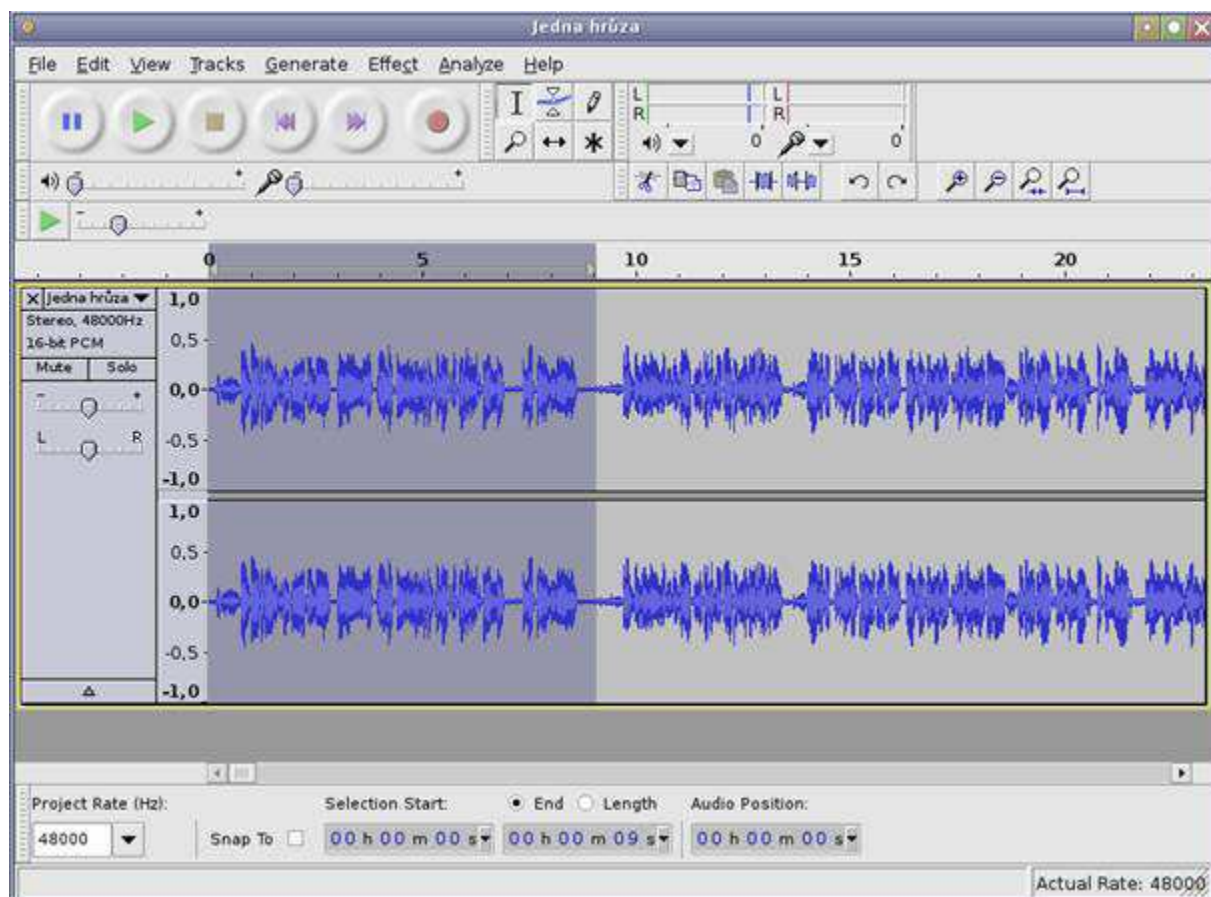 Jedna hrůza
File Edit View Tracks Generate Effect Analyze Help
L L
R R
0 0
- +
0 5 10 15 20
X Jedna hrůza
Stereo, 48000Hz
16-bit PCM
Mute Solo
- +
L R
1,0
0,5
0,0
-0,5
-1,0
1,0
0,5
0,0
-0,5
-1,0
Project Rate (Hz): Selection Start: End Length Audio Position:
48000 Snap To 00 h 00 m 00 s 00 h 00 m 09 s 00 h 00 m 00 s
Actual Rate: 48000